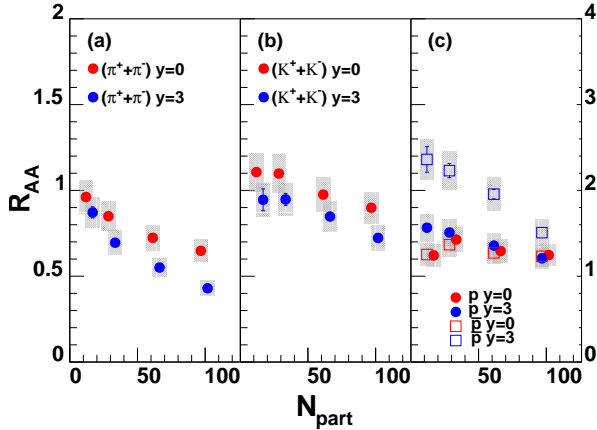 (a)
(π⁺+π⁻) y=0
(π⁺+π⁻) y=3
(b)
(K⁺+K⁻) y=0
(K⁺+K⁻) y=3
(c)
p y=0
p y=3
p̄ y=0
p̄ y=3
R_AA
2
1.5
1
0.5
0
4
3
2
1
0
0 50 100
0 50 100
0 50 100
N_part